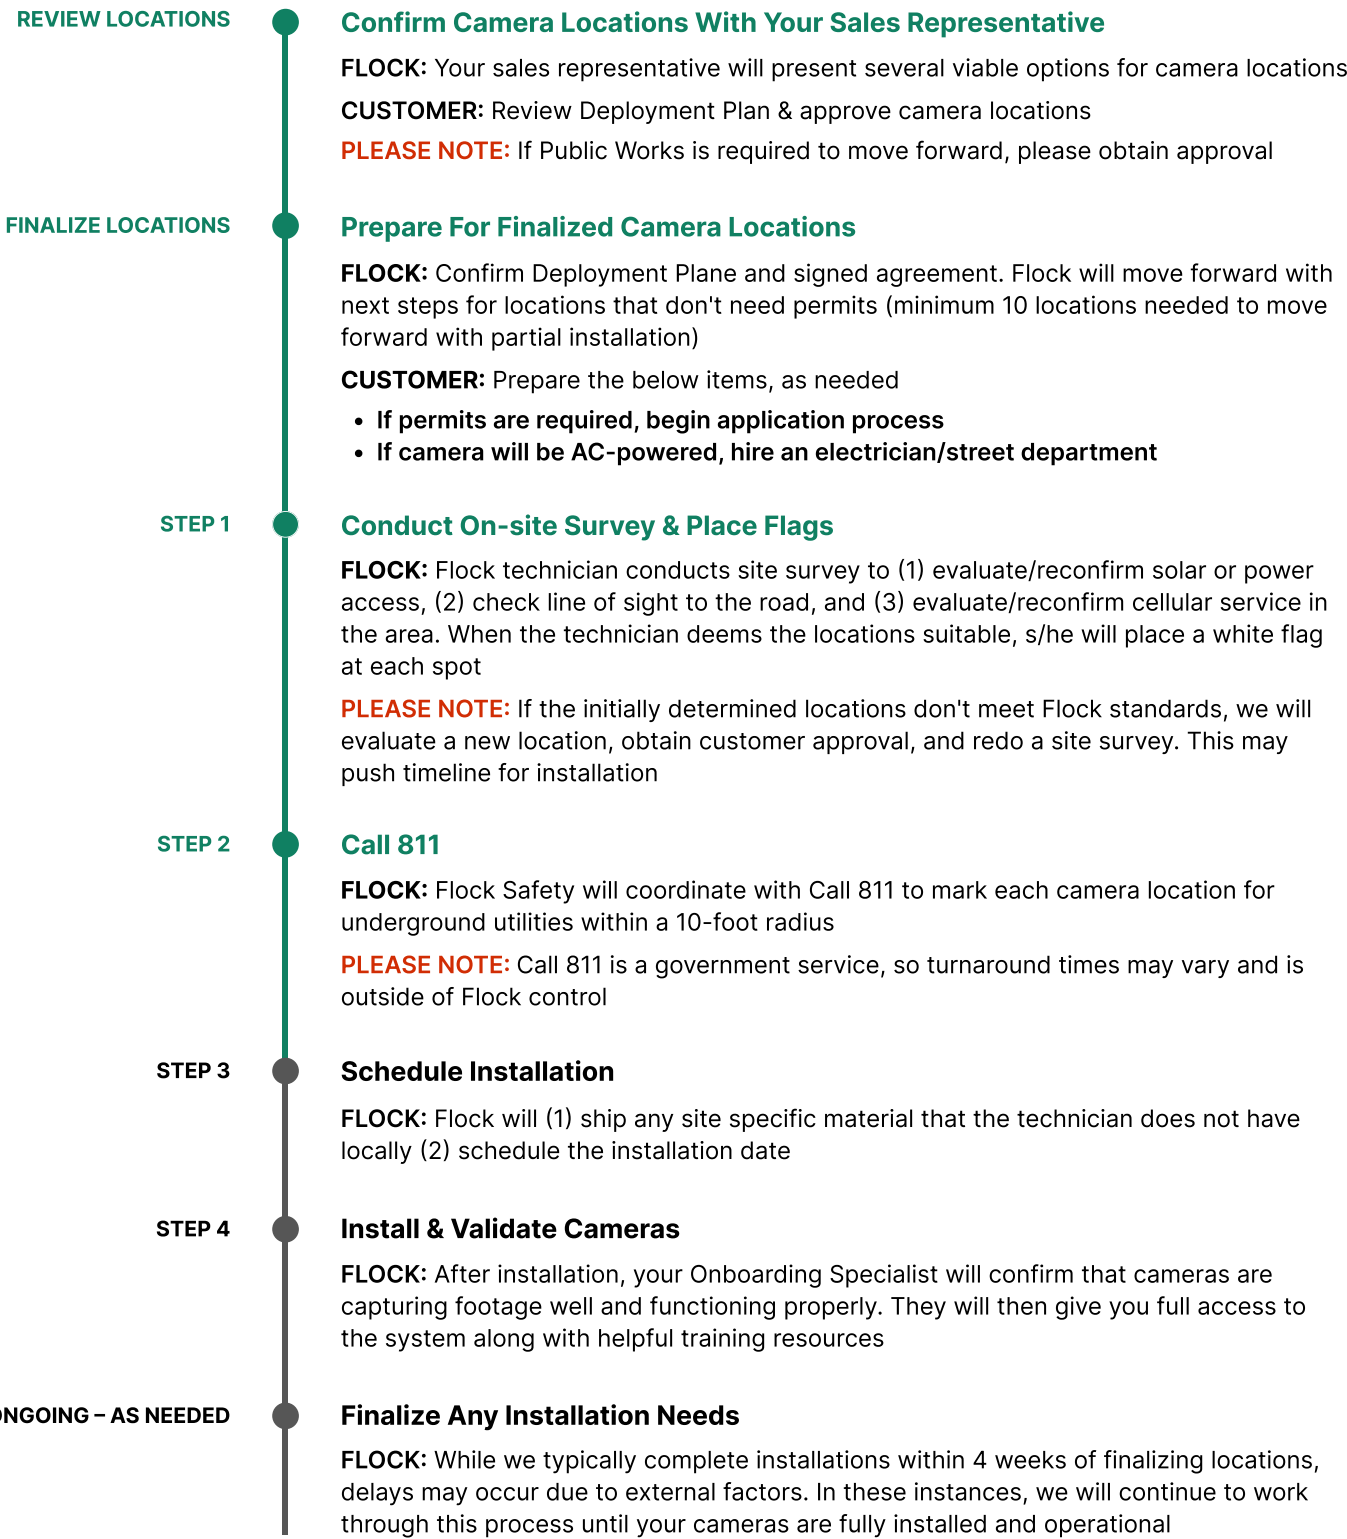 REVIEW LOCATIONS
Confirm Camera Locations With Your Sales Representative
FLOCK: Your sales representative will present several viable options for camera locations
CUSTOMER: Review Deployment Plan & approve camera locations
PLEASE NOTE: If Public Works is required to move forward, please obtain approval
FINALIZE LOCATIONS
Prepare For Finalized Camera Locations
FLOCK: Confirm Deployment Plane and signed agreement. Flock will move forward with
next steps for locations that don't need permits (minimum 10 locations needed to move
forward with partial installation)
CUSTOMER: Prepare the below items, as needed
• If permits are required, begin application process
• If camera will be AC-powered, hire an electrician/street department
STEP 1
Conduct On-site Survey & Place Flags
FLOCK: Flock technician conducts site survey to (1) evaluate/reconfirm solar or power
access, (2) check line of sight to the road, and (3) evaluate/reconfirm cellular service in
the area. When the technician deems the locations suitable, s/he will place a white flag
at each spot
PLEASE NOTE: If the initially determined locations don't meet Flock standards, we will
evaluate a new location, obtain customer approval, and redo a site survey. This may
push timeline for installation
STEP 2
Call 811
FLOCK: Flock Safety will coordinate with Call 811 to mark each camera location for
underground utilities within a 10-foot radius
PLEASE NOTE: Call 811 is a government service, so turnaround times may vary and is
outside of Flock control
STEP 3
Schedule Installation
FLOCK: Flock will (1) ship any site specific material that the technician does not have
locally (2) schedule the installation date
STEP 4
Install & Validate Cameras
FLOCK: After installation, your Onboarding Specialist will confirm that cameras are
capturing footage well and functioning properly. They will then give you full access to
the system along with helpful training resources
ONGOING – AS NEEDED
Finalize Any Installation Needs
FLOCK: While we typically complete installations within 4 weeks of finalizing locations,
delays may occur due to external factors. In these instances, we will continue to work
through this process until your cameras are fully installed and operational